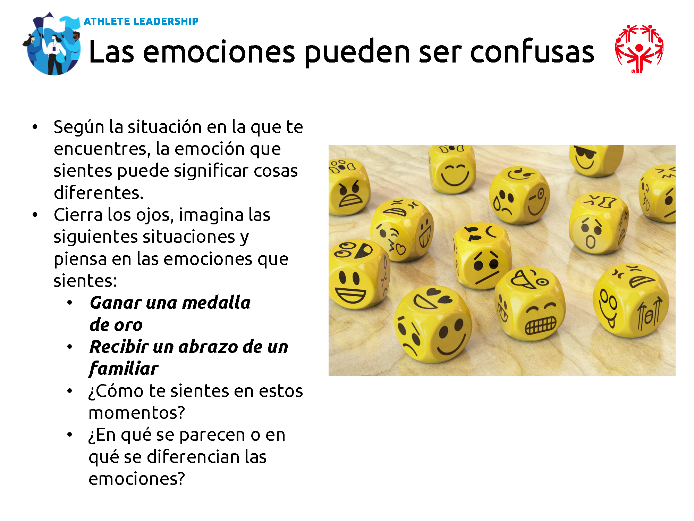 ATHLETE LEADERSHIP
Las emociones pueden ser confusas
• Según la situación en la que te
encuentres, la emoción que
sientes puede significar cosas
diferentes.
• Cierra los ojos, imagina las
siguientes situaciones y
piensa en las emociones que
sientes:
• Ganar una medalla
de oro
• Recibir un abrazo de un
familiar
• ¿Cómo te sientes en estos
momentos?
• ¿En qué se parecen o en
qué se diferencian las
emociones?